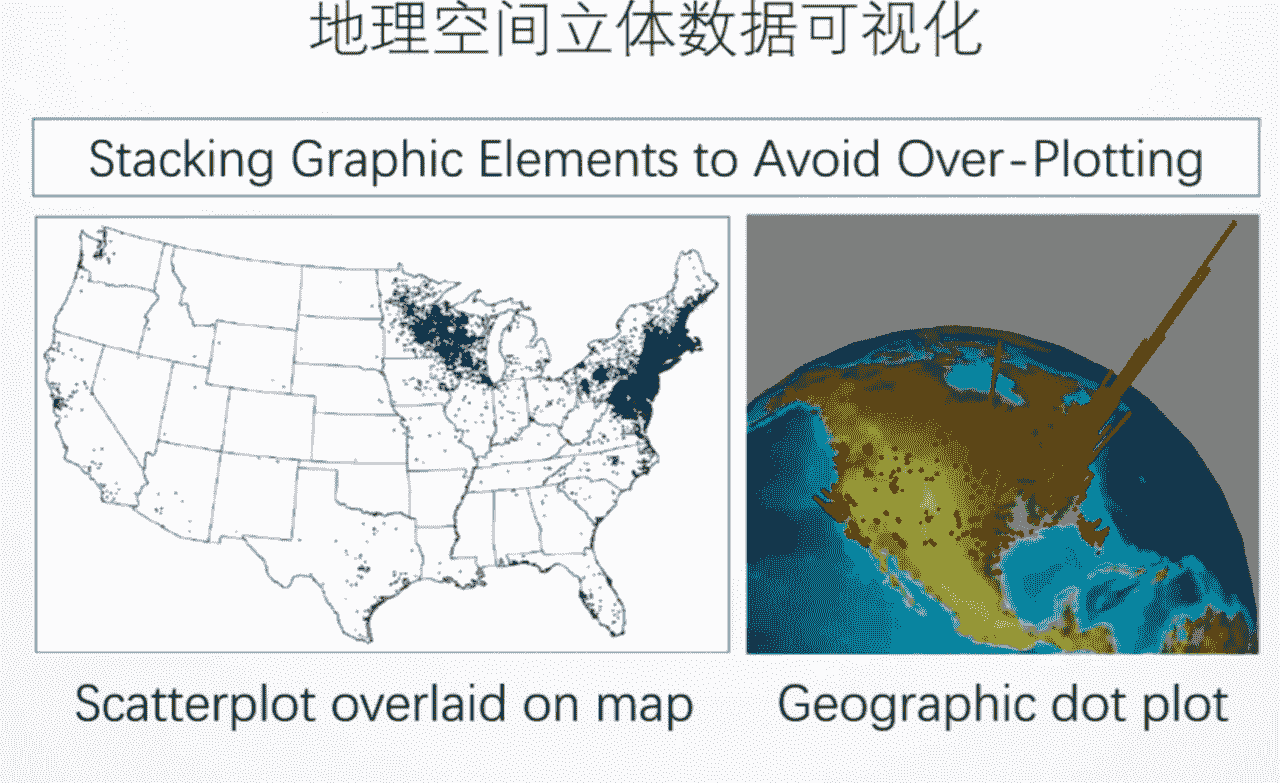 地理空间立体数据可视化
Stacking Graphic Elements to Avoid Over-Plotting
Scatterplot overlaid on map
Geographic dot plot